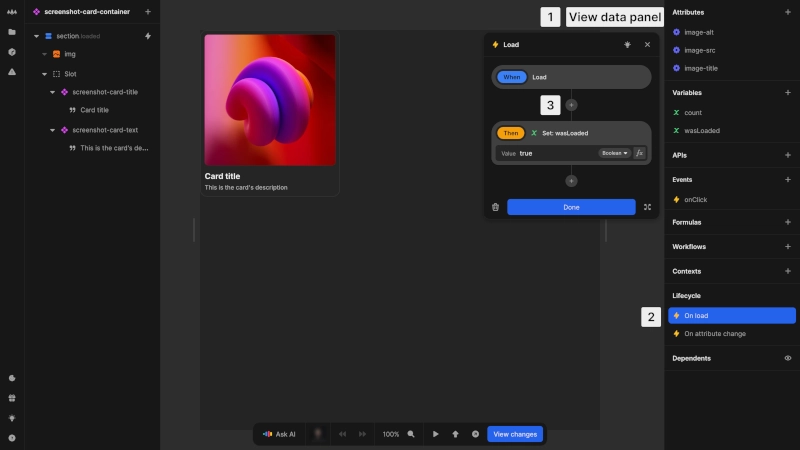 screenshot-card-container
section.loaded
img
Slot
screenshot-card-title
Card title
screenshot-card-text
This is the card's de...
Card title
This is the card's description
1 View data panel
Load
When Load
3
Then Set: wasLoaded
Value true Boolean fx
Done
Attributes
image-alt
image-src
image-title
Variables
count
wasLoaded
APIs
Events
onClick
Formulas
Workflows
Contexts
Lifecycle
2 On load
On attribute change
Dependents
Ask AI 100% View changes